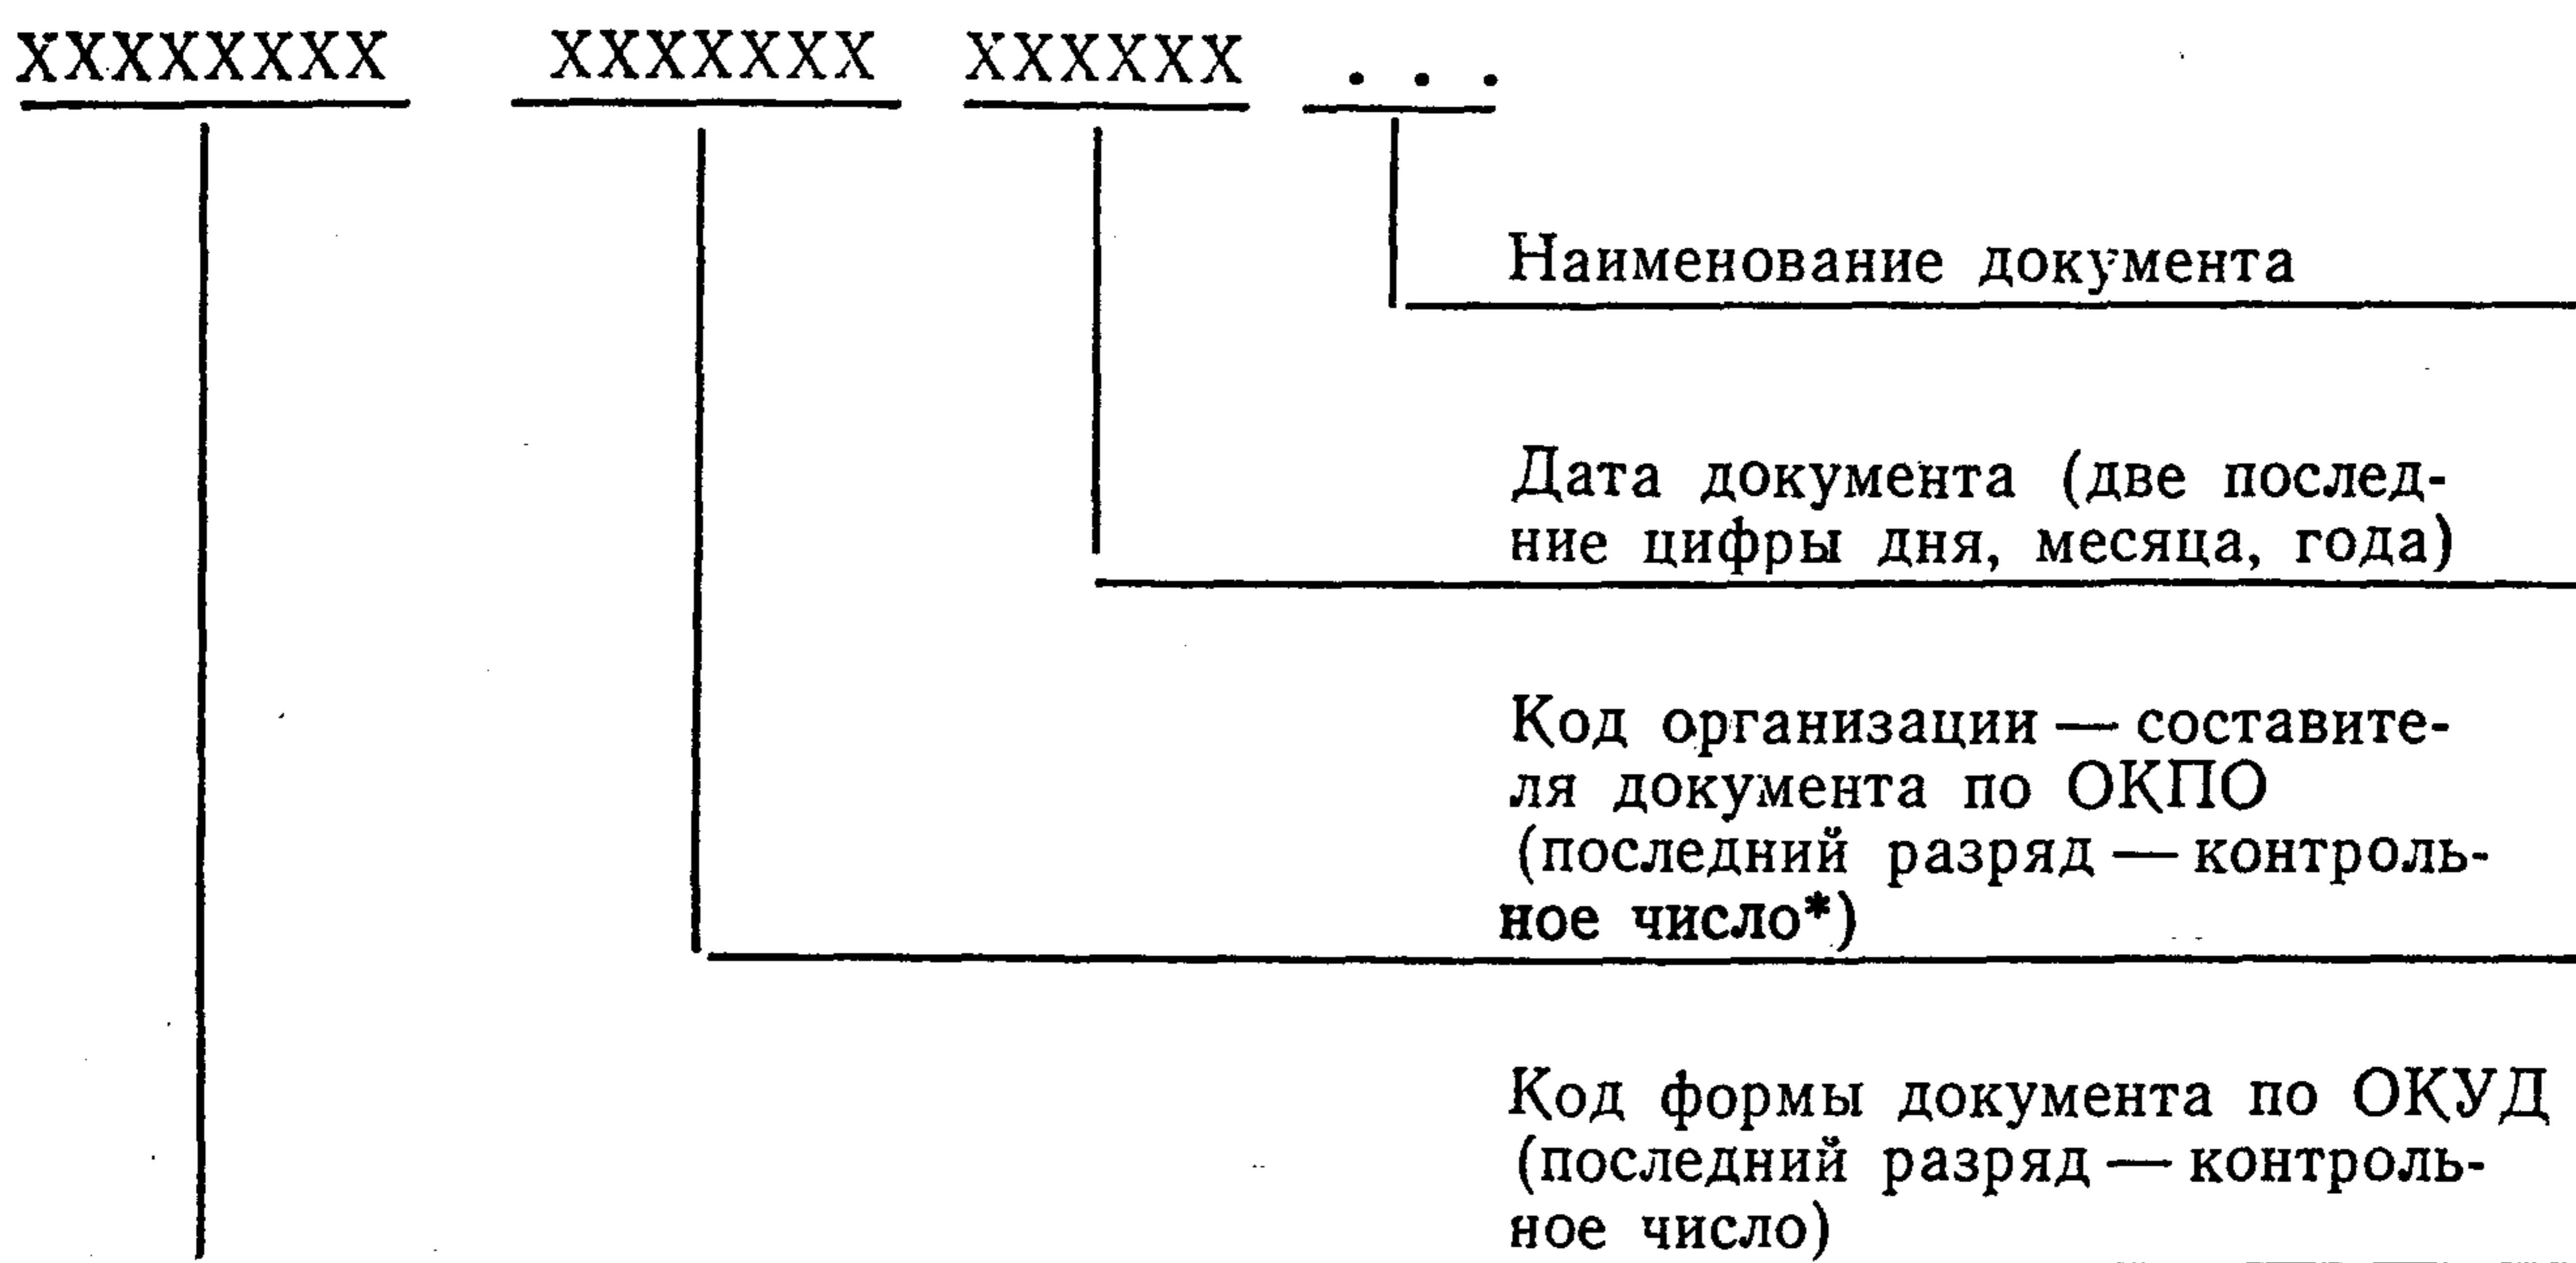 XXXXXXXX XXXXXXX XXXXXX . . .
Наименование документа
Дата документа (две послед-
ние цифры дня, месяца, года)
Код организации — составите-
ля документа по ОКПО
(последний разряд — контроль-
ное число*)
Код формы документа по ОКУД
(последний разряд — контроль-
ное число)